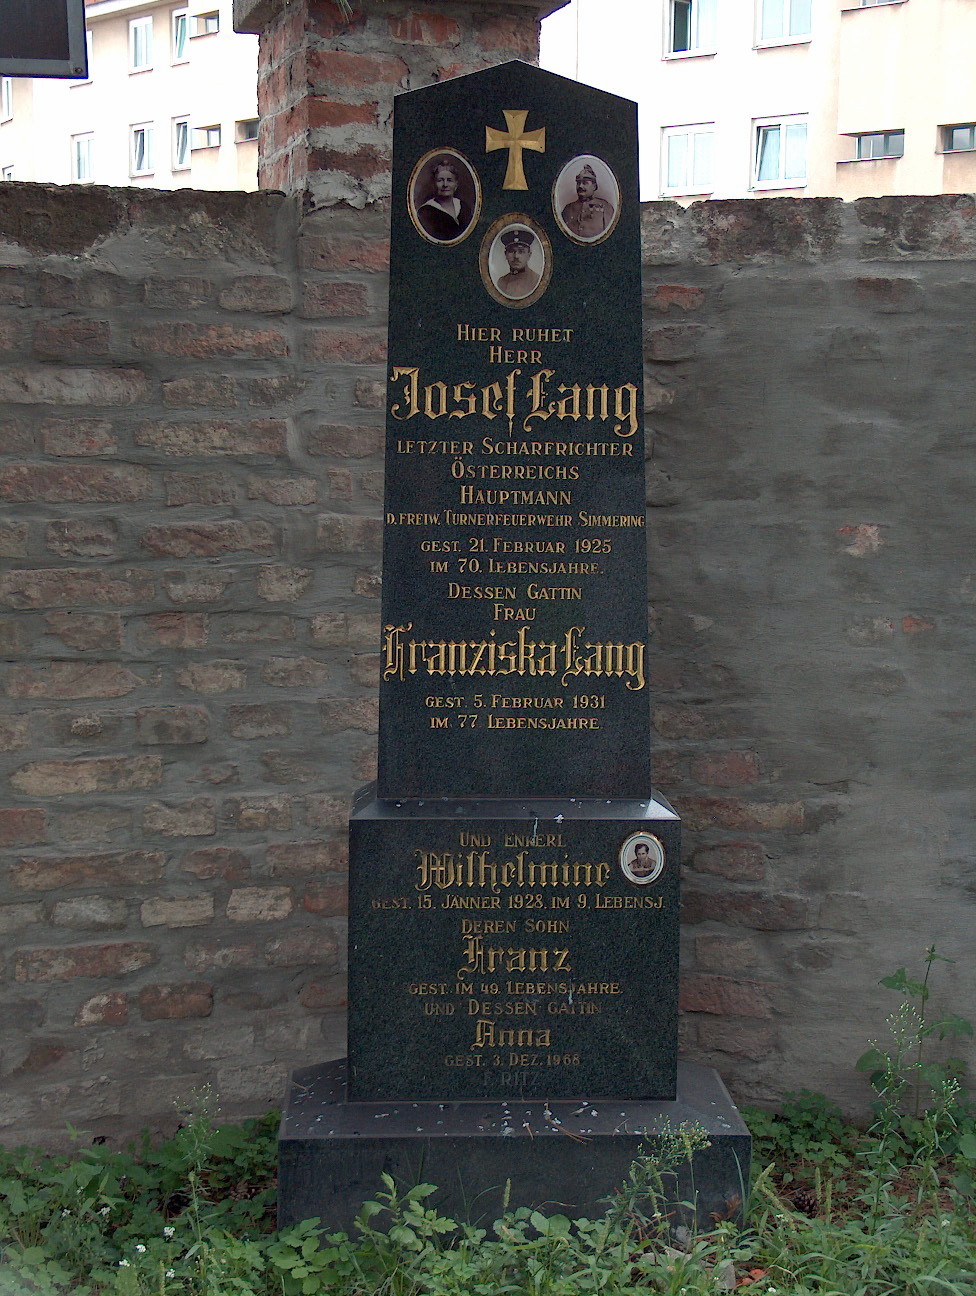 HIER RUHET
HERR
Josef Lang
LETZTER SCHARFRICHTER
ÖSTERREICHS
HAUPTMANN
D. FREIW. TURNERFEUERWEHR SIMMERING
GEST. 21. FEBRUAR 1925
IM 70. LEBENSJAHRE.
DESSEN GATTIN
FRAU
Franziska Lang
GEST. 5. FEBRUAR 1931
IM 77 LEBENSJAHRE.
UND ENKERL
Wilhelmine
GEST. 15. JÄNNER 1928, IM 9. LEBENSJ.
DEREN SOHN
Franz
GEST. IM 49. LEBENSJAHRE.
UND DESSEN GATTIN
Anna
GEST. 3. DEZ. 1968